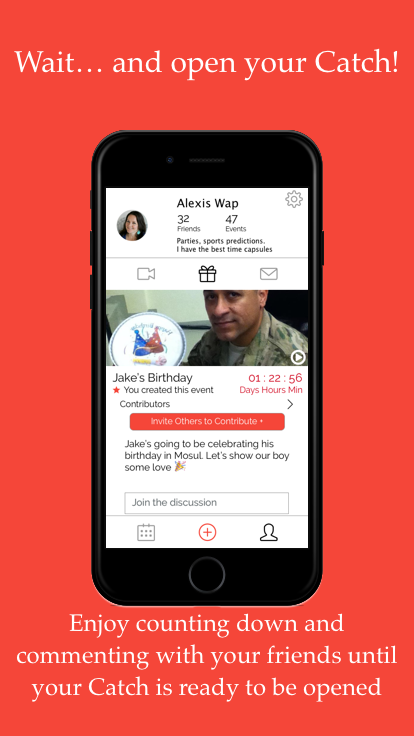 Wait… and open your Catch!
Alexis Wap
32 47
Friends Events
Parties, sports predictions.
I have the best time capsules
Jake's Birthday 01 : 22 : 56
★ You created this event Days Hours Min
Contributors
Invite Others to Contribute +
Jake's going to be celebrating his
birthday in Mosul. Let's show our boy
some love 🎉
Join the discussion
Enjoy counting down and
commenting with your friends until
your Catch is ready to be opened